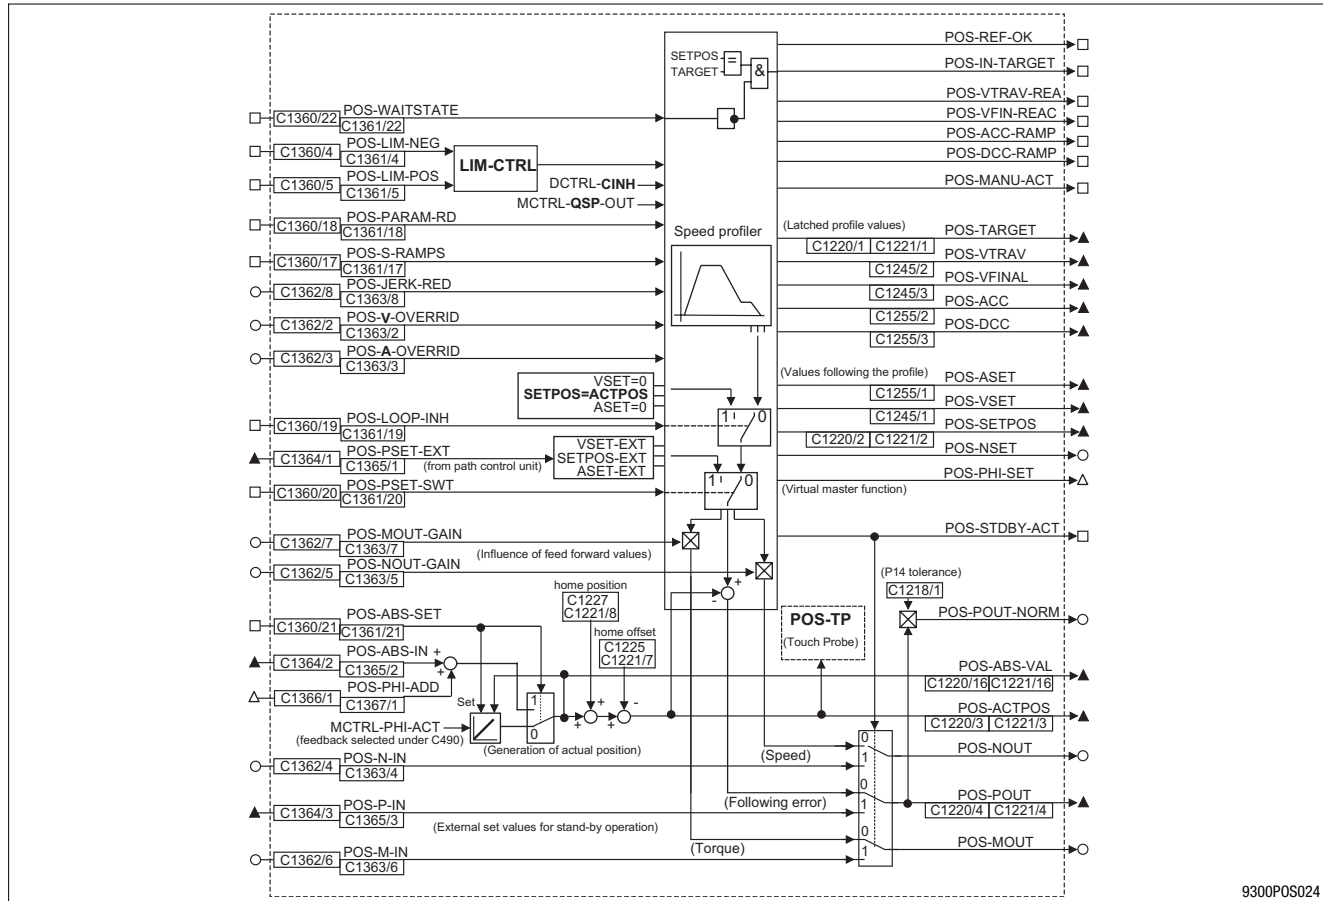 POS-WAITSTATE
C1360/22
C1361/22
POS-LIM-NEG
C1360/4
C1361/4
POS-LIM-POS
C1360/5
C1361/5
LIM-CTRL
DCTRL-CINH
MCTRL-QSP-OUT
POS-PARAM-RD
C1360/18
C1361/18
POS-S-RAMPS
C1360/17
C1361/17
POS-JERK-RED
C1362/8
C1363/8
POS-V-OVERRID
C1362/2
C1363/2
POS-A-OVERRID
C1362/3
C1363/3
VSET=0
SETPOS=ACTPOS
ASET=0
POS-LOOP-INH
C1360/19
C1361/19
POS-PSET-EXT
C1364/1
C1365/1
(from path control unit)
VSET-EXT
SETPOS-EXT
ASET-EXT
POS-PSET-SWT
C1360/20
C1361/20
POS-MOUT-GAIN
C1362/7
C1363/7
(Influence of feed forward values)
POS-NOUT-GAIN
C1362/5
C1363/5
home position
C1227
C1221/8
home offset
C1225
C1221/7
POS-ABS-SET
C1360/21
C1361/21
POS-ABS-IN
+
C1364/2
C1365/2
+
POS-PHI-ADD
C1366/1
C1367/1
Set
MCTRL-PHI-ACT
(feedback selected under C490)
1
0
+
+
-
+
(Generation of actual position)
POS-N-IN
C1362/4
C1363/4
POS-P-IN
C1364/3
C1365/3
(External set values for stand-by operation)
POS-M-IN
C1362/6
C1363/6
SETPOS
TARGET
=
&
Speed profiler
1
0
1
0
+
-
(Speed)
(Following error)
(Torque)
POS-REF-OK
POS-IN-TARGET
POS-VTRAV-REA
POS-VFIN-REAC
POS-ACC-RAMP
POS-DCC-RAMP
POS-MANU-ACT
(Latched profile values)
POS-TARGET
C1220/1
C1221/1
POS-VTRAV
C1245/2
POS-VFINAL
C1245/3
POS-ACC
C1255/2
POS-DCC
C1255/3
(Values following the profile)
POS-ASET
C1255/1
POS-VSET
C1245/1
POS-SETPOS
C1220/2
C1221/2
POS-NSET
POS-PHI-SET
(Virtual master function)
POS-STDBY-ACT
(P14 tolerance)
C1218/1
POS-POUT-NORM
POS-TP
(Touch Probe)
POS-ABS-VAL
C1220/16
C1221/16
POS-ACTPOS
C1220/3
C1221/3
0
1
POS-NOUT
0
1
POS-POUT
C1220/4
C1221/4
0
1
POS-MOUT
9300POS024